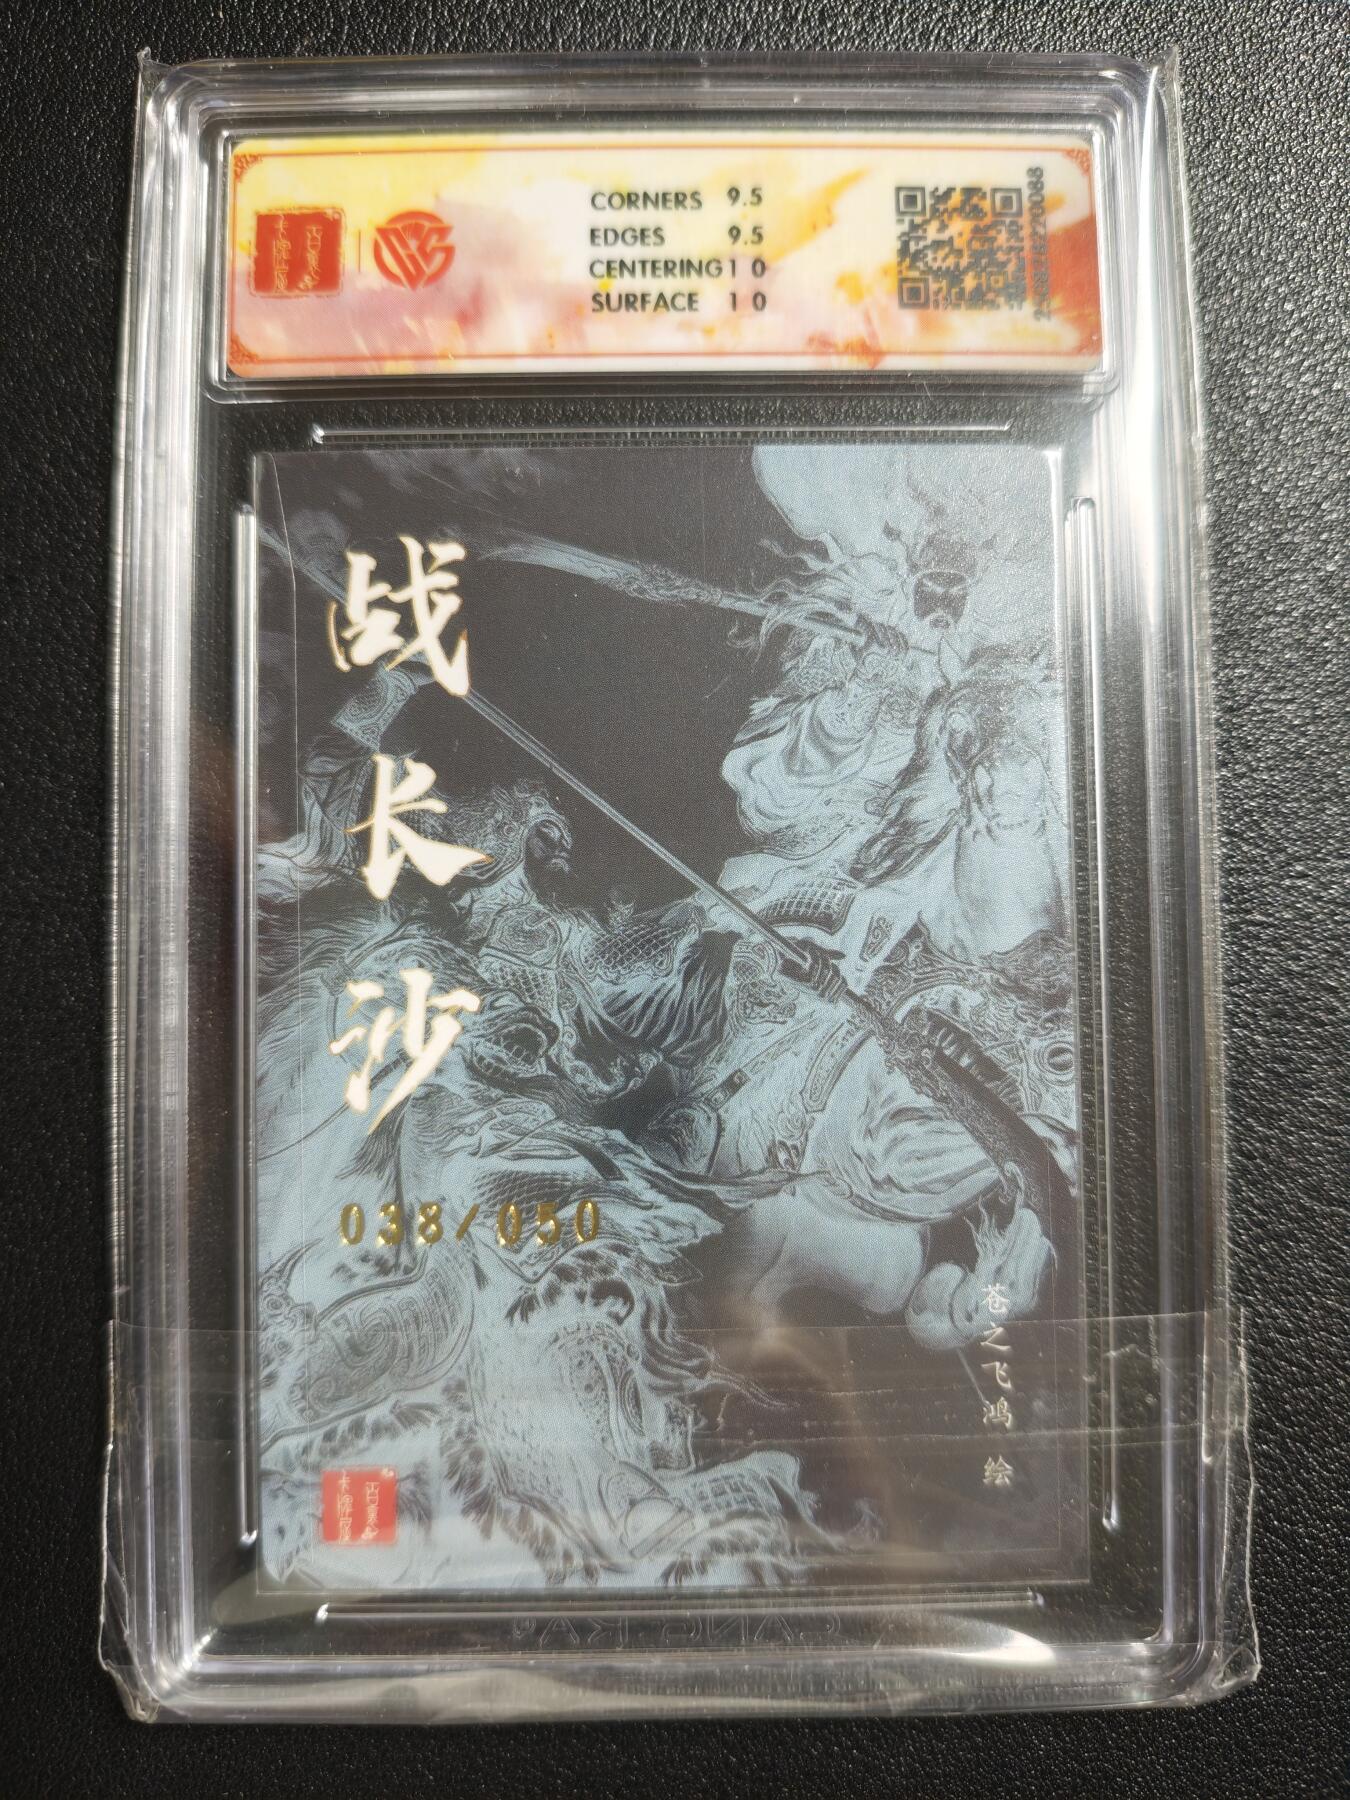 CORNERS 9.5
EDGES 9.5
CENTERING 10
SURFACE 10
战长沙
038/050
苍之飞鸿 绘